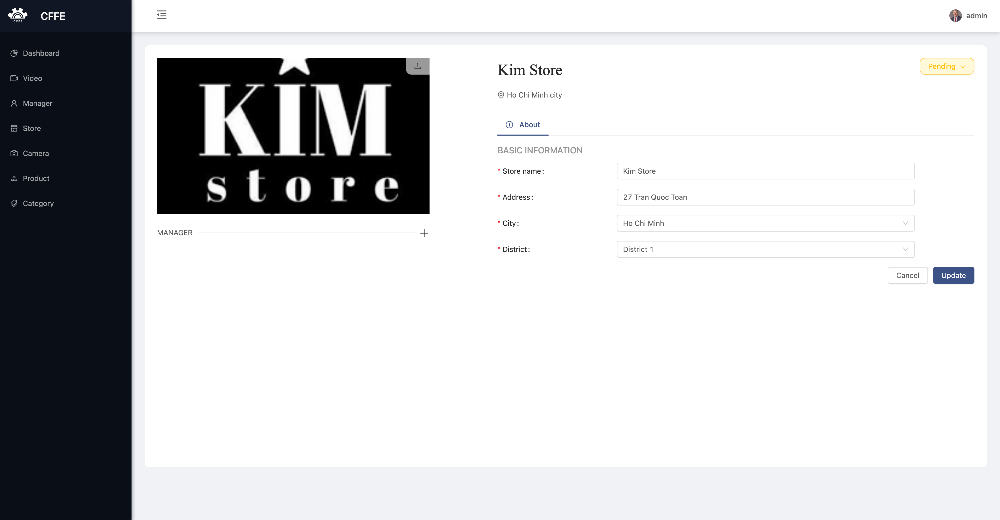 CFFE
CFFE
admin
Dashboard
Video
Manager
Store
Camera
Product
Category
KIM
store
MANAGER
Kim Store
Pending
Ho Chi Minh city
About
BASIC INFORMATION
* Store name: Kim Store
* Address: 27 Tran Quoc Toan
* City: Ho Chi Minh
* District: District 1
Cancel Update